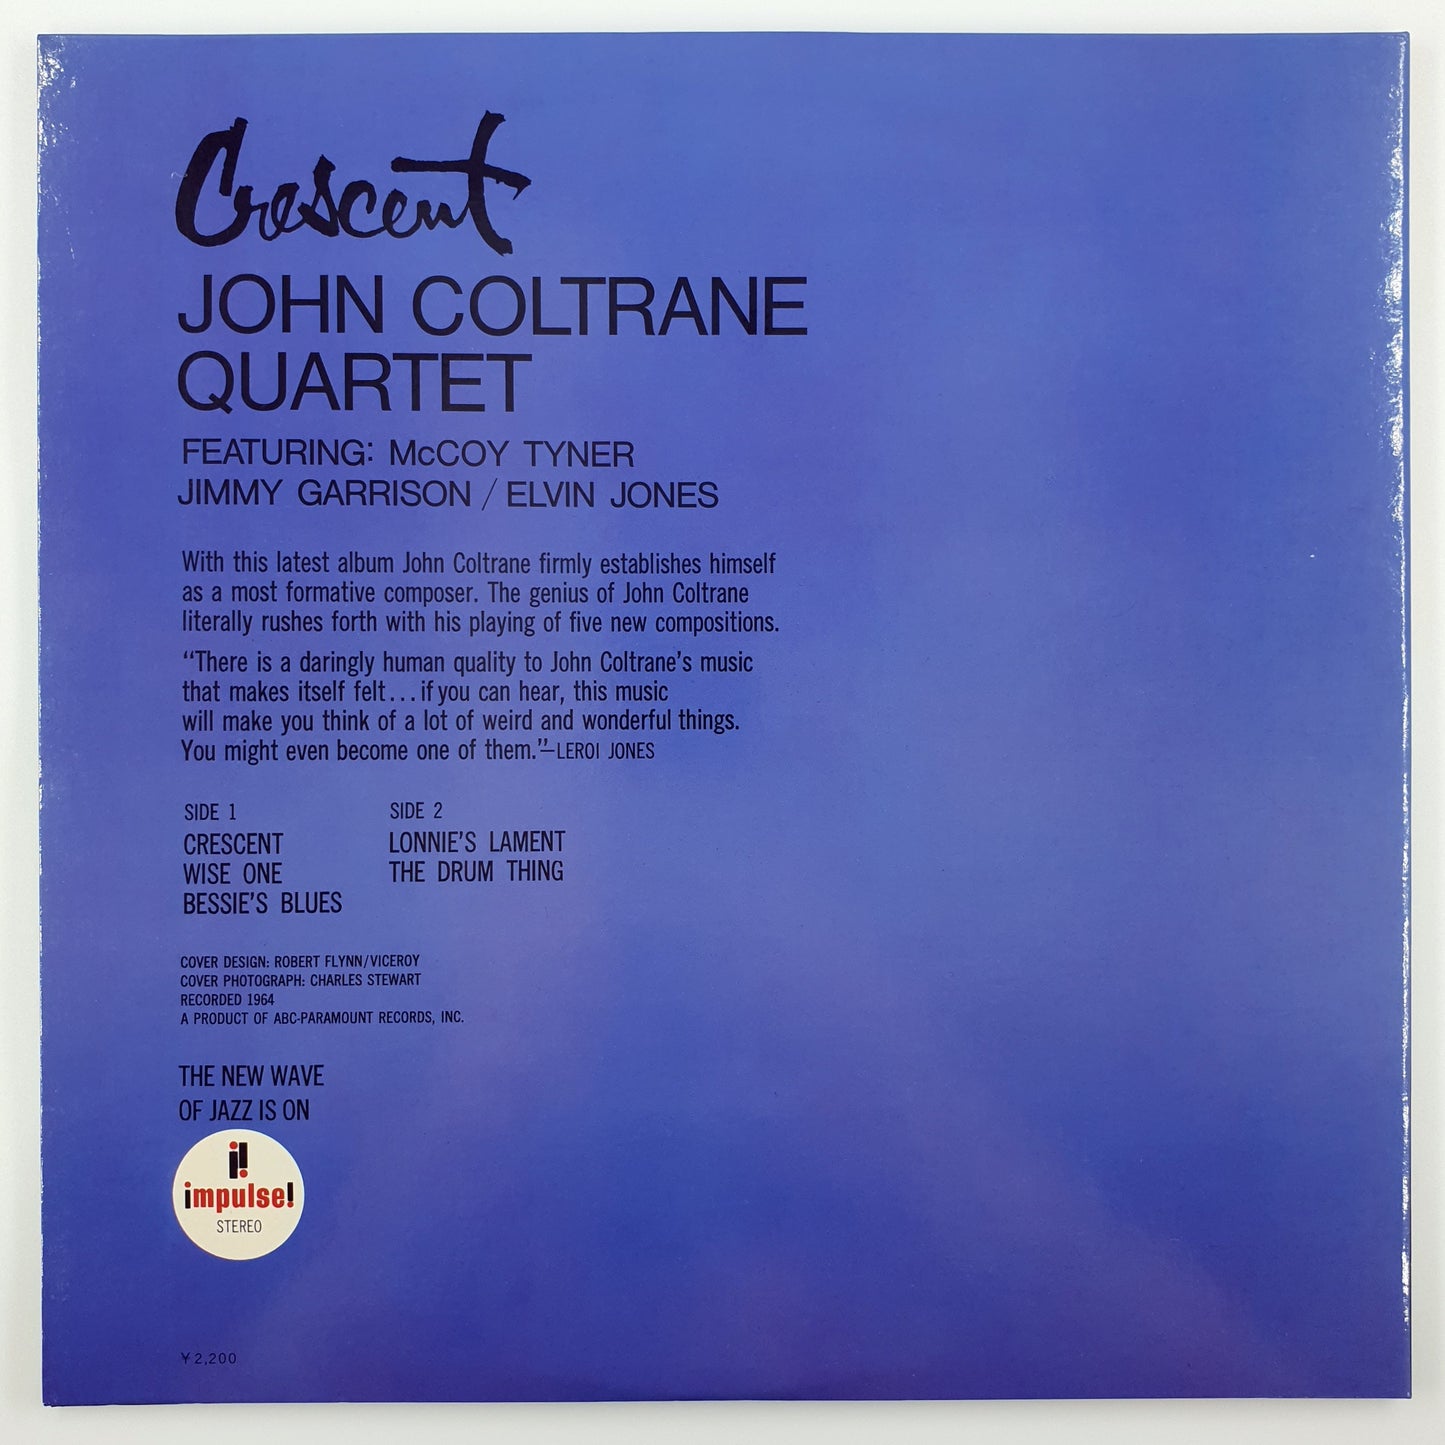 Crescent
JOHN COLTRANE
QUARTET
FEATURING: McCOY TYNER
JIMMY GARRISON / ELVIN JONES
With this latest album John Coltrane firmly establishes himself
as a most formative composer. The genius of John Coltrane
literally rushes forth with his playing of five new compositions.
“There is a daringly human quality to John Coltrane’s music
that makes itself felt...if you can hear, this music
will make you think of a lot of weird and wonderful things.
You might even become one of them.”—LEROI JONES
SIDE 1
CRESCENT
WISE ONE
BESSIE’S BLUES
SIDE 2
LONNIE’S LAMENT
THE DRUM THING
COVER DESIGN: ROBERT FLYNN/VICEROY
COVER PHOTOGRAPH: CHARLES STEWART
RECORDED 1964
A PRODUCT OF ABC-PARAMOUNT RECORDS, INC.
THE NEW WAVE
OF JAZZ IS ON
i!
impulse!
STEREO
¥2,200